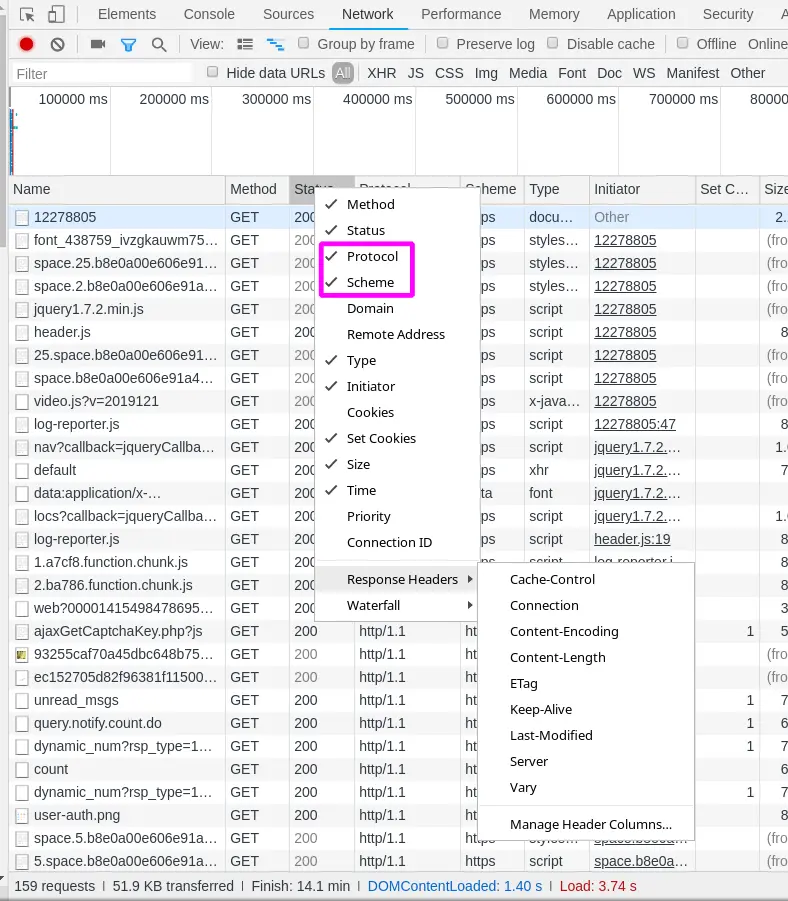 Elements Console Sources Network Performance Memory Application Security
View: Group by frame Preserve log Disable cache Offline Online
Filter Hide data URLs All XHR JS CSS Img Media Font Doc WS Manifest Other
100000 ms 200000 ms 300000 ms 400000 ms 500000 ms 600000 ms 700000 ms 80000
Name Method Status Protocol Scheme Type Initiator Set C… Size
12278805 GET 200 ps docu… Other 2..
font_438759_ivzgkauwm75… GET 200 ps styles… 12278805 (fro
space.25.b8e0a00e606e91… GET 200 ps styles… 12278805 (fro
space.2.b8e0a00e606e91a… GET 200 ps styles… 12278805 (fro
jquery1.7.2.min.js GET 200 ps script 12278805 (fro
header.js GET 200 ps script 12278805 8
25.space.b8e0a00e606e91… GET 200 ps script 12278805 (fro
space.b8e0a00e606e91a4… GET 200 ps script 12278805 (fro
video.js?v=2019121 GET 200 ps x-java… 12278805 (fro
log-reporter.js GET 200 ps script 12278805:47 8
nav?callback=jqueryCallba… GET 200 ps script jquery1.7.2.… 1.
default GET 200 ps xhr jquery1.7.2.… 7
data:application/x-… GET 200 ta font jquery1.7.2.…
locs?callback=jqueryCallba… GET 200 ps script jquery1.7.2.… 1.
log-reporter.js GET 200 ps script header.js:19 8
1.a7cf8.function.chunk.js GET 200 ps script log-reporter.j… 8
2.ba786.function.chunk.js GET 200 8
web?00001415498478695… GET 200 3
ajaxGetCaptchaKey.php?js GET 200 http/1.1 ht 1 5
93255caf70a45dbc648b75… GET 200 http/1.1 ht (fro
ec152705d82f96381f11500… GET 200 http/1.1 ht (fro
unread_msgs GET 200 http/1.1 ht 1 7
query.notify.count.do GET 200 http/1.1 ht 1 6
dynamic_num?rsp_type=1… GET 200 http/1.1 ht 1 7
count GET 200 http/1.1 ht 6
dynamic_num?rsp_type=1… GET 200 http/1.1 ht 1 7
user-auth.png GET 200 http/1.1 ht 8
space.5.b8e0a00e606e91a… GET 200 http/1.1 https styles… space.b8e0a… (fro
5.space.b8e0a00e606e91a… GET 200 http/1.1 https script space.b8e0a… (fro
159 requests | 51.9 KB transferred | Finish: 14.1 min | DOMContentLoaded: 1.40 s | Load: 3.74 s
Method
Status
Protocol
Scheme
Domain
Remote Address
Type
Initiator
Cookies
Set Cookies
Size
Time
Priority
Connection ID
Response Headers
Waterfall
Cache-Control
Connection
Content-Encoding
Content-Length
ETag
Keep-Alive
Last-Modified
Server
Vary
Manage Header Columns…